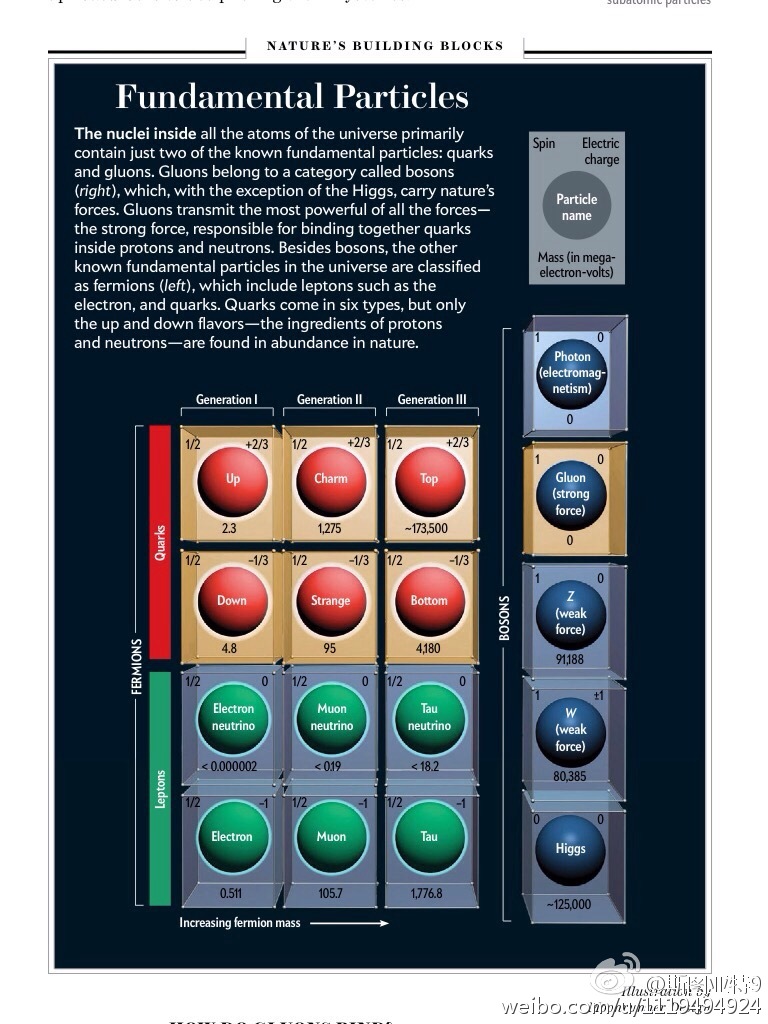 subatomic particles
NATURE'S BUILDING BLOCKS
Fundamental Particles
The nuclei inside all the atoms of the universe primarily
contain just two of the known fundamental particles: quarks
and gluons. Gluons belong to a category called bosons
(right), which, with the exception of the Higgs, carry nature's
forces. Gluons transmit the most powerful of all the forces—
the strong force, responsible for binding together quarks
inside protons and neutrons. Besides bosons, the other
known fundamental particles in the universe are classified
as fermions (left), which include leptons such as the
electron, and quarks. Quarks come in six types, but only
the up and down flavors—the ingredients of protons
and neutrons—are found in abundance in nature.
Spin
Electric
charge
Particle
name
Mass (in mega-
electron-volts)
Generation I
Generation II
Generation III
FERMIONS
Quarks
1/2 +2/3
Up
2.3
1/2 +2/3
Charm
1,275
1/2 +2/3
Top
~173,500
1/2 −1/3
Down
4.8
1/2 −1/3
Strange
95
1/2 −1/3
Bottom
4,180
Leptons
1/2 0
Electron
neutrino
< 0.000002
1/2 0
Muon
neutrino
< 0.19
1/2 0
Tau
neutrino
< 18.2
1/2 −1
Electron
0.511
1/2 −1
Muon
105.7
1/2 −1
Tau
1,776.8
Increasing fermion mass
BOSONS
1 0
Photon
(electromag-
netism)
0
1 0
Gluon
(strong
force)
0
1 0
Z
(weak
force)
91,188
1 ±1
W
(weak
force)
80,385
0 0
Higgs
~125,000
Illustration by
weibo.com/u/1119494924
HOW DO GLUONS BIND